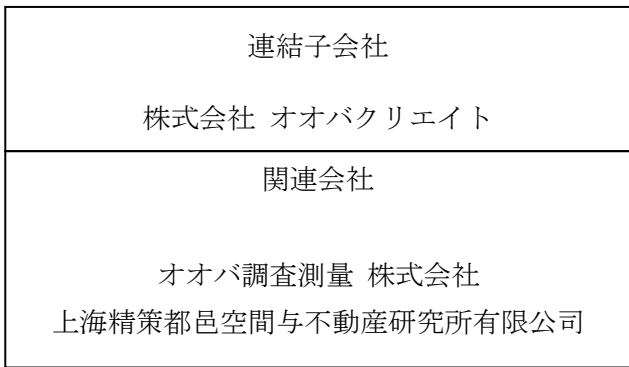 連結子会社
株式会社 オオバクリエイト
関連会社
オオバ調査測量 株式会社
上海精策都邑空間与不動産研究所有限公司